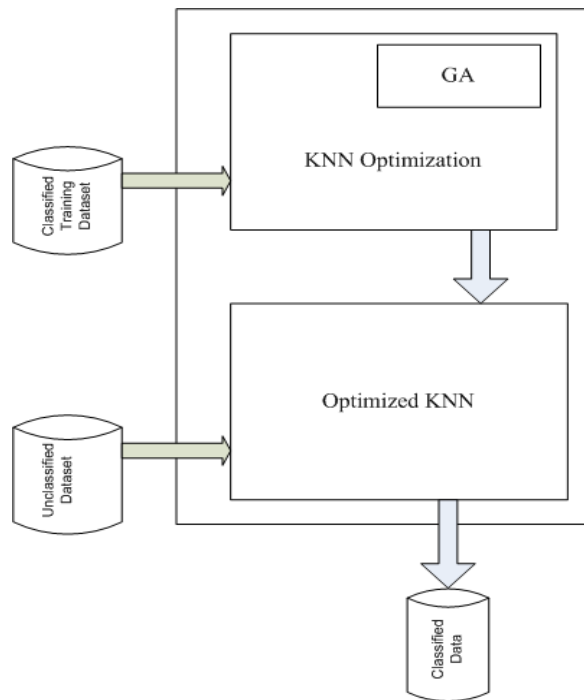 GA
KNN Optimization
Classified
Training
Dataset
Optimized KNN
Unclassified
Dataset
Classified
Data